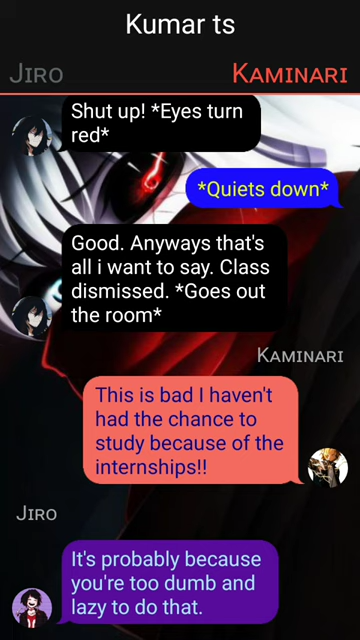 Kumar ts
Jiro
Kaminari
Shut up! *Eyes turn
red*
*Quiets down*
Good. Anyways that's
all i want to say. Class
dismissed. *Goes out
the room*
Kaminari
This is bad I haven't
had the chance to
study because of the
internships!!
Jiro
It's probably because
you're too dumb and
lazy to do that.